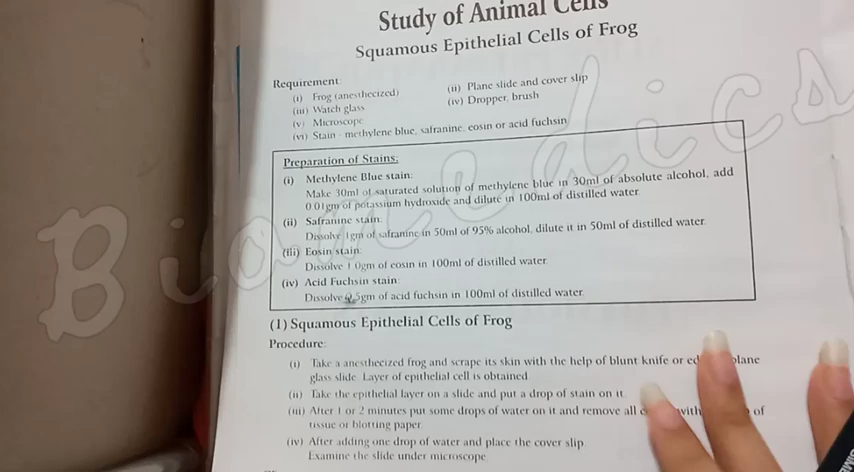 Study of Animal Cells
Squamous Epithelial Cells of Frog
Requirement:
(i) Frog (anesthecized)
(ii) Plane slide and cover slip
(iii) Watch glass
(iv) Dropper, brush
(v) Microscope
(vi) Stain - methylene blue, safranine, eosin or acid fuchsin
Preparation of Stains:
(i) Methylene Blue stain:
Make 30ml of saturated solution of methylene blue in 30ml of absolute alcohol, add
0.01gm of potassium hydroxide and dilute in 100ml of distilled water.
(ii) Safranine stain:
Dissolve 1gm of safranine in 50ml of 95% alcohol, dilute it in 50ml of distilled water.
(iii) Eosin stain:
Dissolve 1.0gm of eosin in 100ml of distilled water.
(iv) Acid Fuchsin stain:
Dissolve 0.5gm of acid fuchsin in 100ml of distilled water.
(1) Squamous Epithelial Cells of Frog
Procedure:
(i) Take a anesthecized frog and scrape its skin with the help of blunt knife or plane
glass slide. Layer of epithelial cell is obtained.
(ii) Take the epithelial layer on a slide and put a drop of stain on it.
(iii) After 1 or 2 minutes put some drops of water on it and remove all with of
tissue or blotting paper.
(iv) After adding one drop of water and place the cover slip.
Examine the slide under microscope.
Biomedics